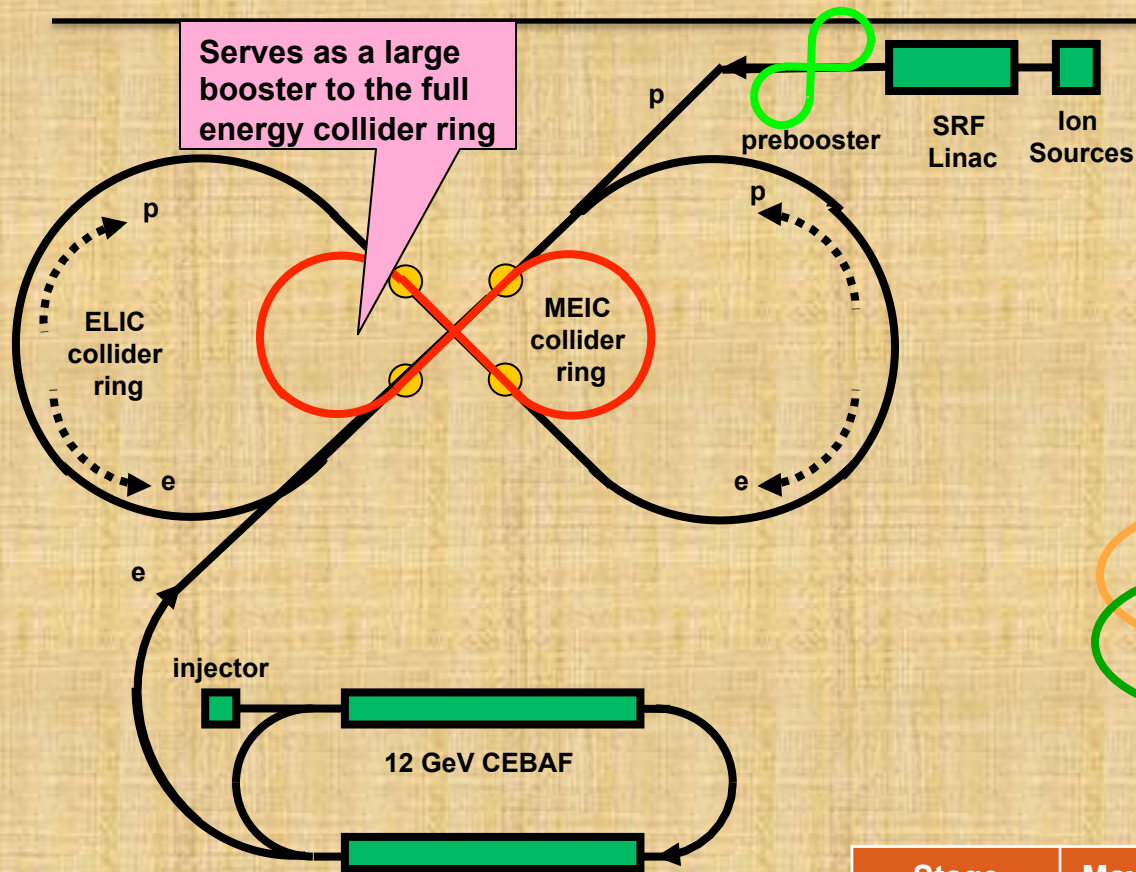 Serves as a large
booster to the full
energy collider ring
p
prebooster
SRF
Linac
Ion
Sources
p
p
ELIC
collider
ring
MEIC
collider
ring
e
e
e
injector
12 GeV CEBAF